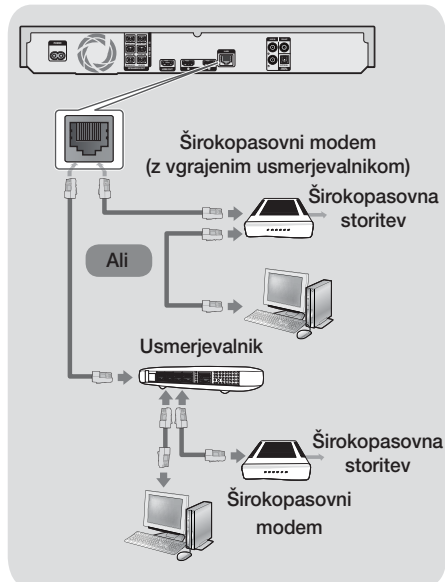 Širokopasovni modem
(z vgrajenim usmerjevalnikom)
Širokopasovna
storitev
Ali
Usmerjevalnik
Širokopasovna
storitev
Širokopasovni
modem